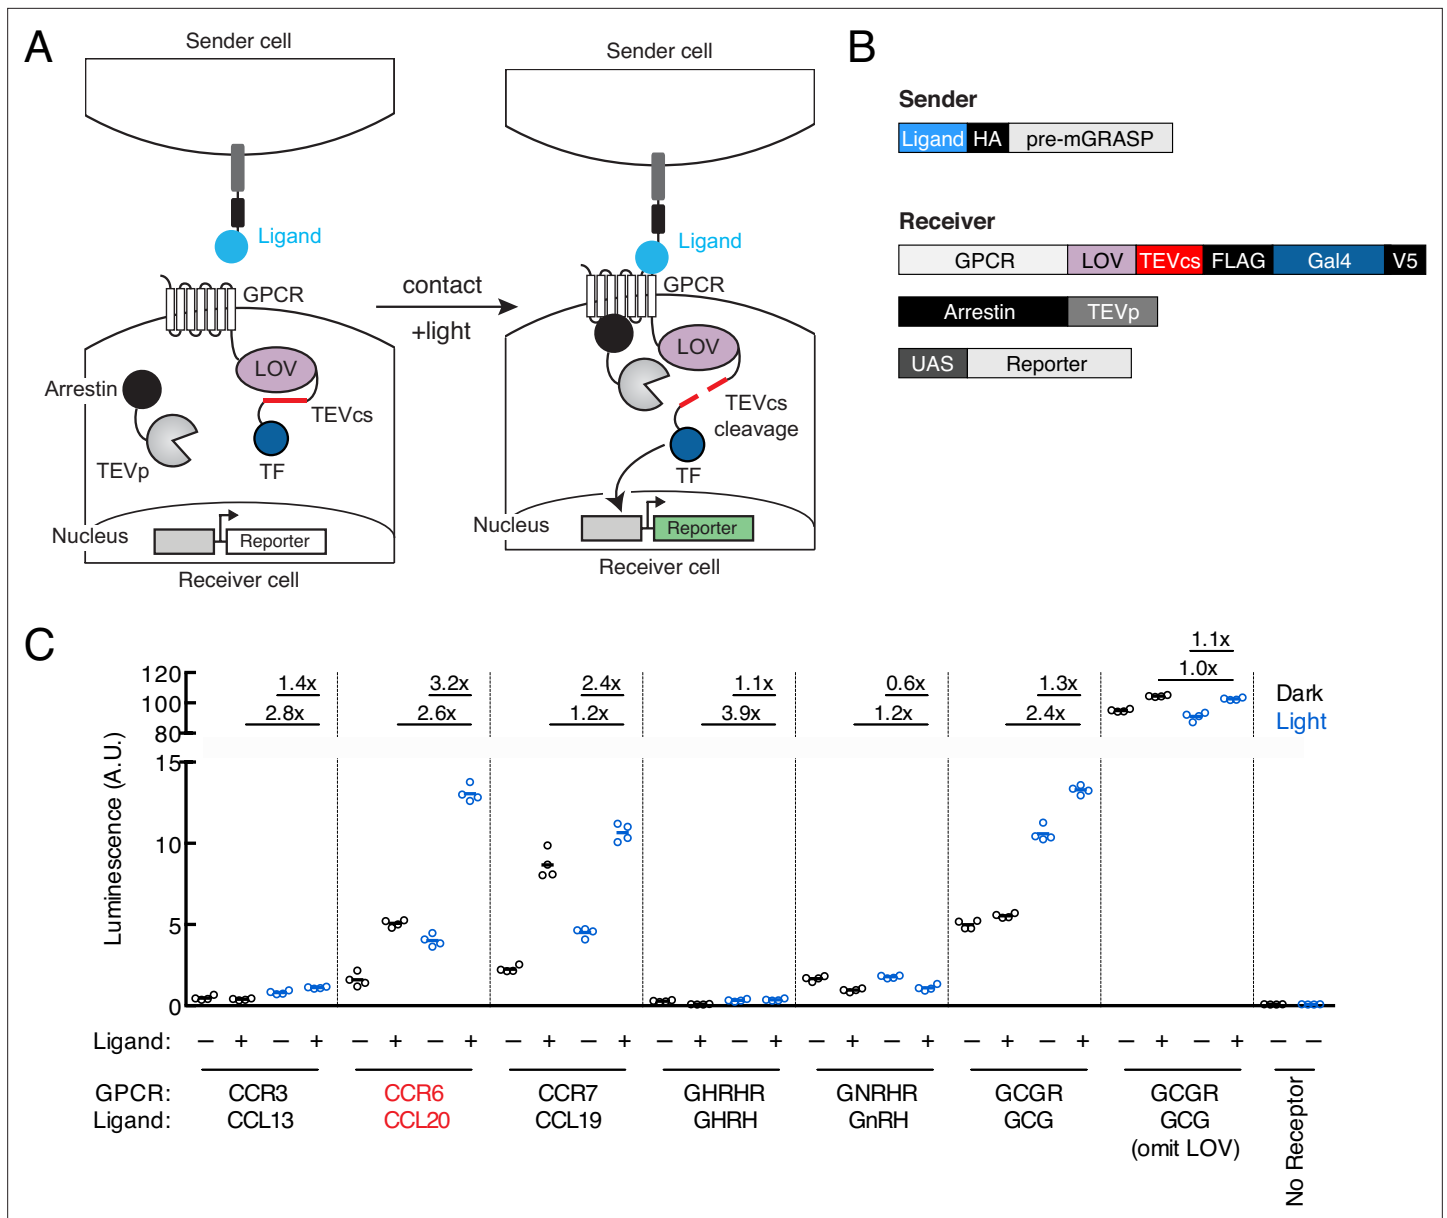 A
Sender cell
Ligand
GPCR
LOV
Arrestin
TEVcs
TEVp
TF
Nucleus
Reporter
Receiver cell
contact
+light
Sender cell
Ligand
GPCR
LOV
TEVcs
cleavage
TF
Nucleus
Reporter
Receiver cell
B
Sender
Ligand HA pre-mGRASP
Receiver
GPCR LOV TEVcs FLAG Gal4 V5
Arrestin TEVp
UAS Reporter
C
Luminescence (A.U.)
120
100
80
15
10
5
0
1.4x
2.8x
3.2x
2.6x
2.4x
1.2x
1.1x
3.9x
0.6x
1.2x
1.3x
2.4x
1.1x
1.0x
Dark
Light
Ligand: − + − + − + − + − + − + − + − + − + − + − + − + − + − + − −
GPCR: CCR3 CCR6 CCR7 GHRHR GNRHR GCGR GCGR
Ligand: CCL13 CCL20 CCL19 GHRH GnRH GCG GCG
(omit LOV)
No Receptor